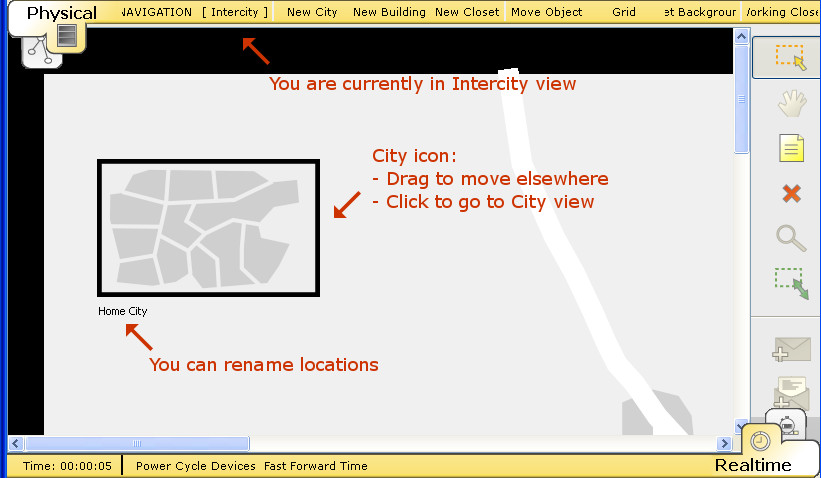 Physical
NAVIGATION [ Intercity ] New City New Building New Closet Move Object Grid et Backgroun orking Close
You are currently in Intercity view
City icon:
- Drag to move elsewhere
- Click to go to City view
Home City
You can rename locations
Time: 00:00:05 Power Cycle Devices Fast Forward Time
Realtime